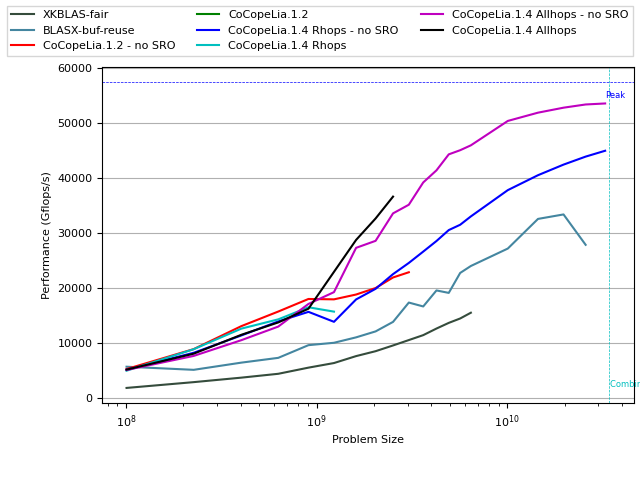 XKBLAS-fair
BLASX-buf-reuse
CoCopeLia.1.2 - no SRO
CoCopeLia.1.2
CoCopeLia.1.4 Rhops - no SRO
CoCopeLia.1.4 Rhops
CoCopeLia.1.4 Allhops - no SRO
CoCopeLia.1.4 Allhops
60000
50000
40000
30000
20000
10000
0
Performance (Gflops/s)
Peak
Combin
10⁸
10⁹
10¹⁰
Problem Size